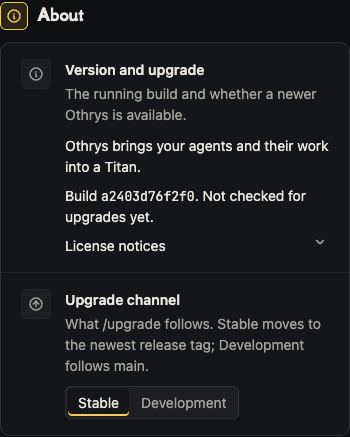 About
Version and upgrade
The running build and whether a newer
Othrys is available.
Othrys brings your agents and their work
into a Titan.
Build a2403d76f2f0. Not checked for
upgrades yet.
License notices
Upgrade channel
What /upgrade follows. Stable moves to
the newest release tag; Development
follows main.
Stable Development